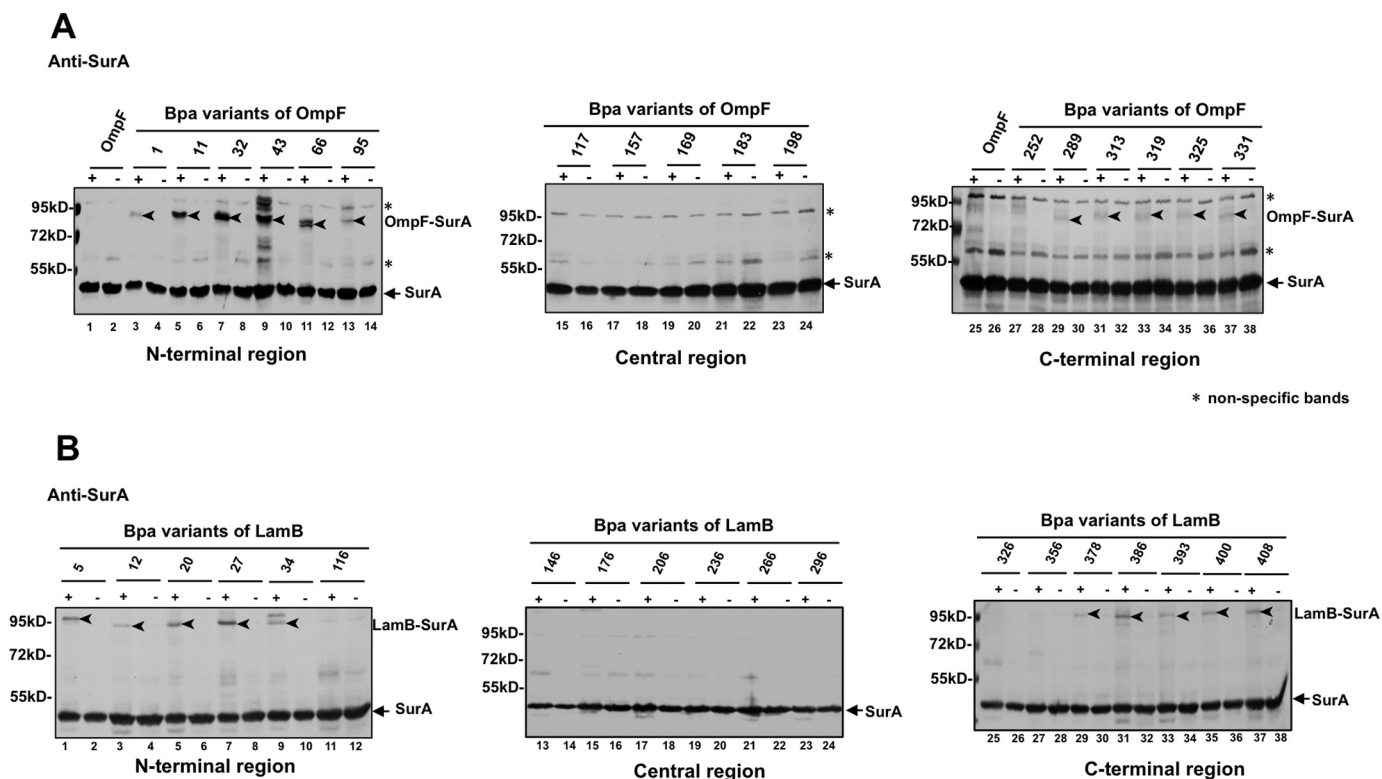 A
Anti-SurA
Bpa variants of OmpF
OmpF 1 11 32 43 66 95
+ - + - + - + - + - + - + -
95kD-
72kD-
55kD-
*
OmpF-SurA
*
SurA
1 2 3 4 5 6 7 8 9 10 11 12 13 14
N-terminal region
Bpa variants of OmpF
117 157 169 183 198
+ - + - + - + - + -
95kD-
72kD-
55kD-
*
*
SurA
15 16 17 18 19 20 21 22 23 24
Central region
Bpa variants of OmpF
OmpF 252 289 313 319 325 331
+ - + - + - + - + - + - + -
95kD-
72kD-
55kD-
*
OmpF-SurA
*
SurA
25 26 27 28 29 30 31 32 33 34 35 36 37 38
C-terminal region
* non-specific bands
B
Anti-SurA
Bpa variants of LamB
5 12 20 27 34 116
+ - + - + - + - + - + -
95kD-
72kD-
55kD-
LamB-SurA
SurA
1 2 3 4 5 6 7 8 9 10 11 12
N-terminal region
Bpa variants of LamB
146 176 206 236 266 296
+ - + - + - + - + - + -
95kD-
72kD-
55kD-
SurA
13 14 15 16 17 18 19 20 21 22 23 24
Central region
Bpa variants of LamB
326 356 378 386 393 400 408
+ - + - + - + - + - + - + -
95kD-
72kD-
55kD-
LamB-SurA
SurA
25 26 27 28 29 30 31 32 33 34 35 36 37 38
C-terminal region